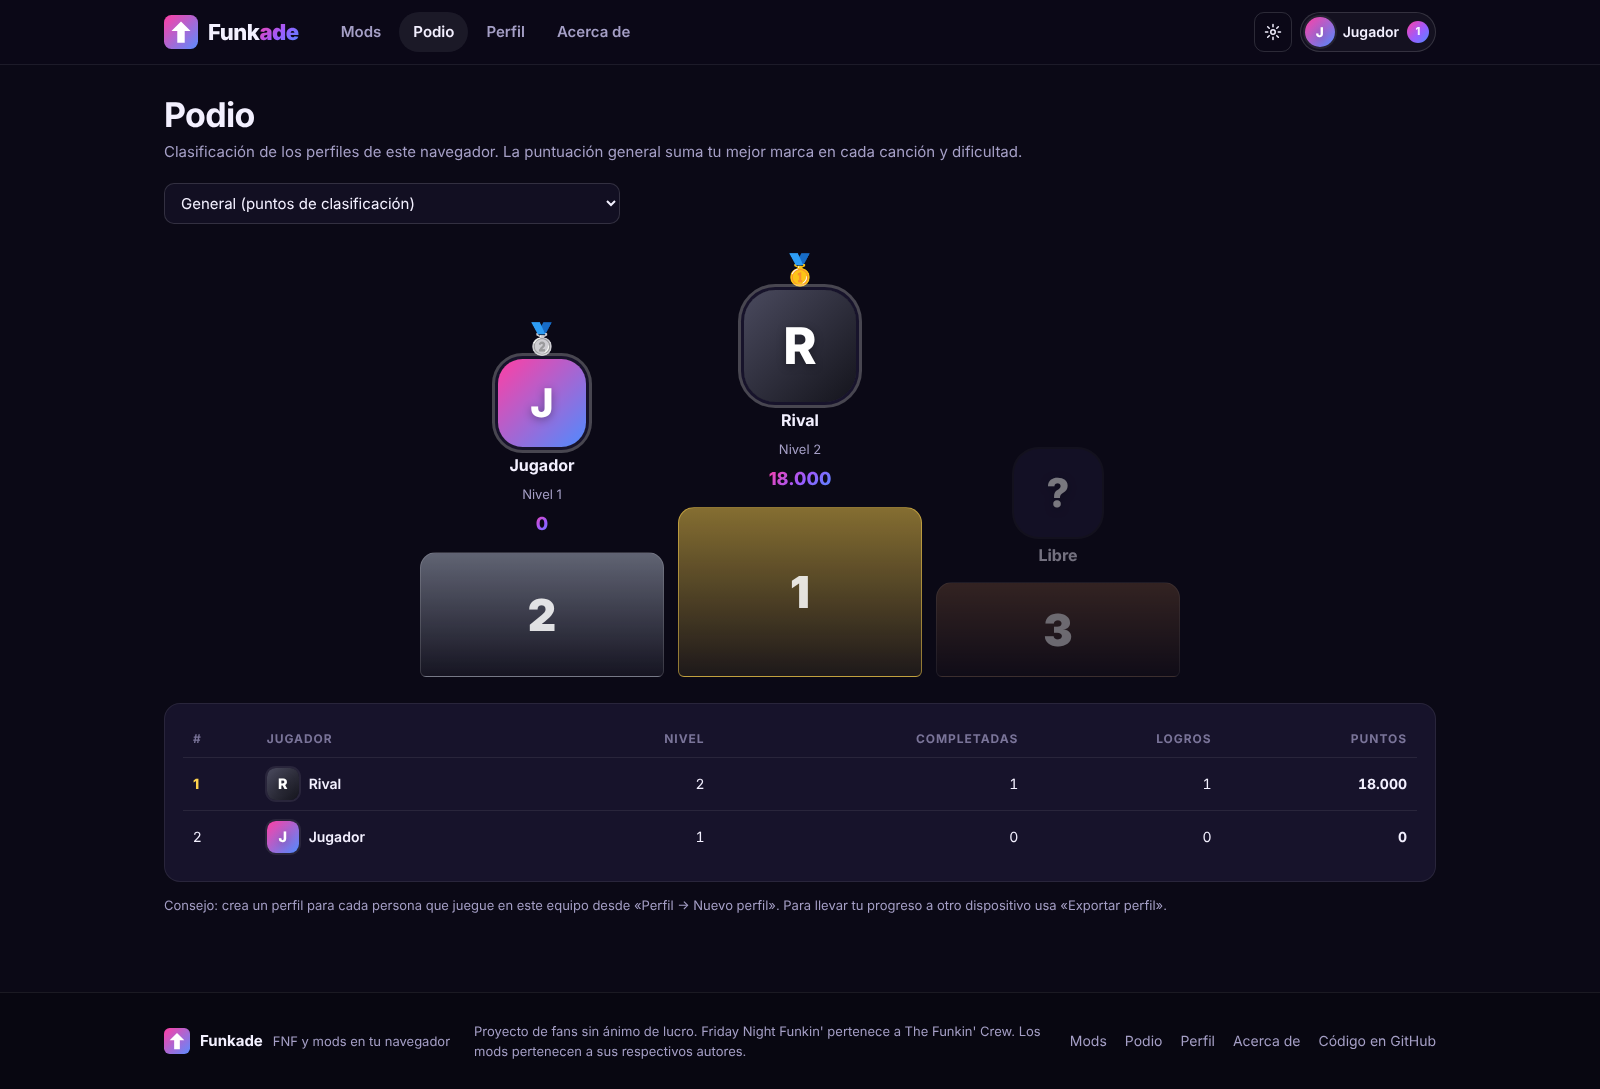 Funkade Mods Podio Perfil Acerca de J Jugador 1
Podio
Clasificación de los perfiles de este navegador. La puntuación general suma tu mejor marca en cada canción y dificultad.
General (puntos de clasificación)
1
R
Rival
Nivel 2
18.000
1
2
J
Jugador
Nivel 1
0
2
?
Libre
3
# JUGADOR NIVEL COMPLETADAS LOGROS PUNTOS
1 R Rival 2 1 1 18.000
2 J Jugador 1 0 0 0
Consejo: crea un perfil para cada persona que juegue en este equipo desde «Perfil → Nuevo perfil». Para llevar tu progreso a otro dispositivo usa «Exportar perfil».
Funkade FNF y mods en tu navegador
Proyecto de fans sin ánimo de lucro. Friday Night Funkin' pertenece a The Funkin' Crew. Los
mods pertenecen a sus respectivos autores.
Mods Podio Perfil Acerca de Código en GitHub